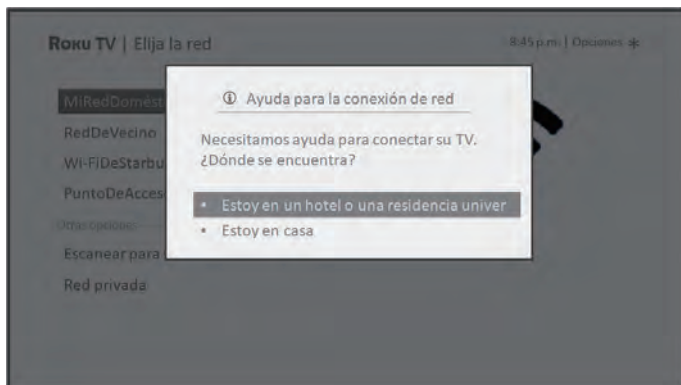 Roku TV | Elija la red
8:45 p.m. | Opciones
Ayuda para la conexión de red
Necesitamos ayuda para conectar su TV.
¿Dónde se encuentra?
• Estoy en un hotel o una residencia univer
• Estoy en casa
MiRedDomést
RedDeVecino
Wi-FiDeStarbu
PuntoDeAcces
Otras opciones
Escanear para
Red privada